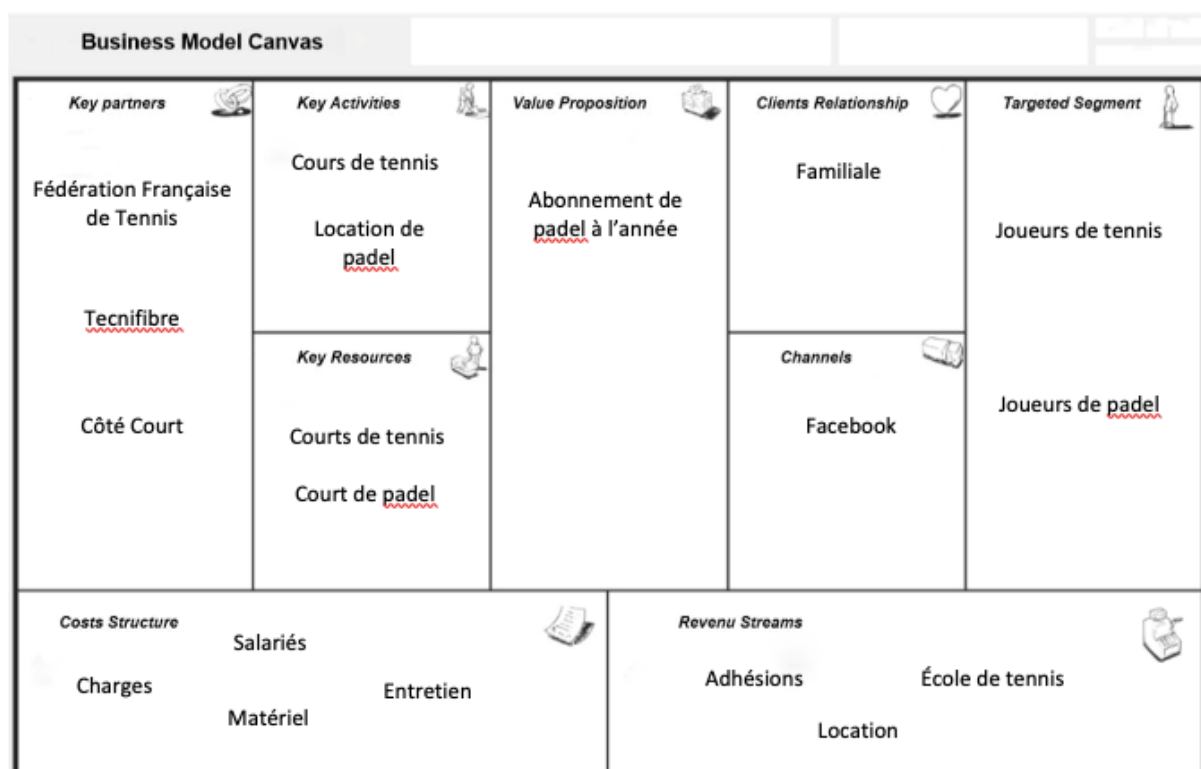 Business Model Canvas
Key partners
Fédération Française
de Tennis
Tecnifibre
Côté Court
Key Activities
Cours de tennis
Location de
padel
Key Resources
Courts de tennis
Court de padel
Value Proposition
Abonnement de
padel à l'année
Clients Relationship
Familiale
Channels
Facebook
Targeted Segment
Joueurs de tennis
Joueurs de padel
Costs Structure
Salariés
Charges
Entretien
Matériel
Revenu Streams
Adhésions
École de tennis
Location